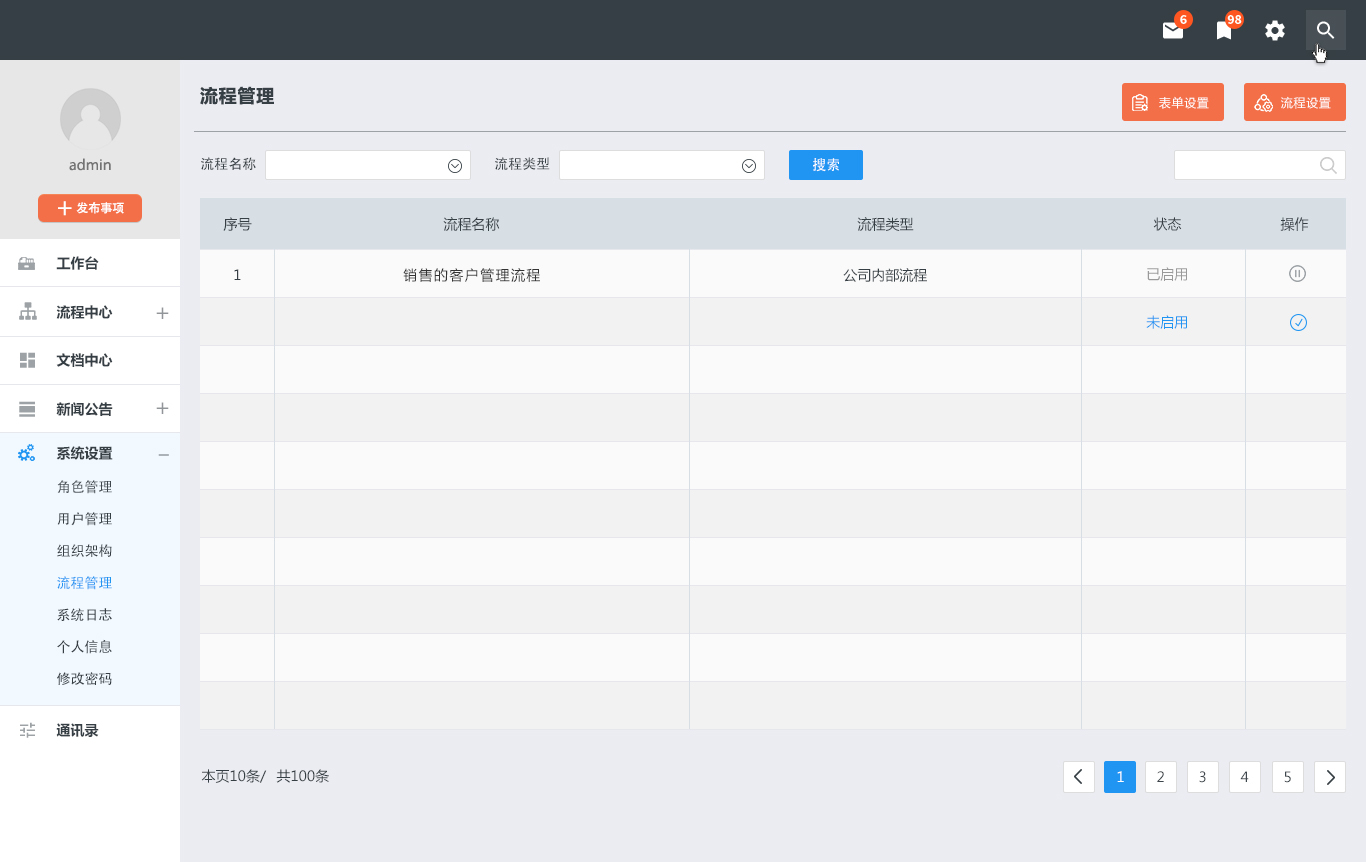 6
98
admin
发布事项
工作台
流程中心
文档中心
新闻公告
系统设置
角色管理
用户管理
组织架构
流程管理
系统日志
个人信息
修改密码
通讯录
流程管理
表单设置
流程设置
流程名称
流程类型
搜索
序号 流程名称 流程类型 状态 操作
1 销售的客户管理流程 公司内部流程 已启用
未启用
本页10条/ 共100条
1 2 3 4 5